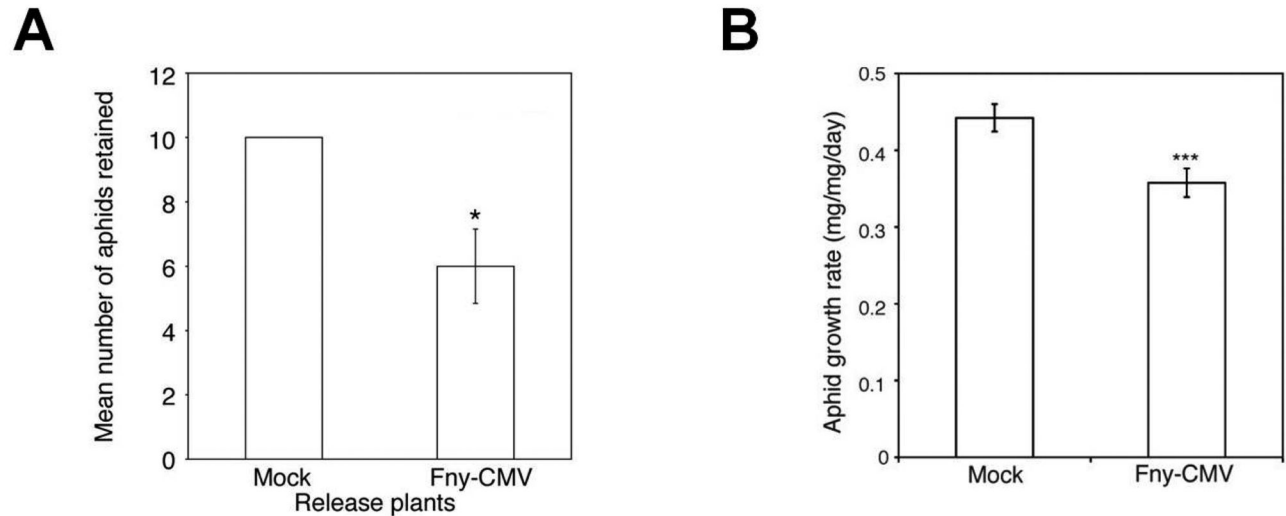 A
Mean number of aphids retained
12
10
8
6
4
2
0
*
Mock
Fny-CMV
Release plants
B
Aphid growth rate (mg/mg/day)
0.5
0.4
0.3
0.2
0.1
0
***
Mock
Fny-CMV